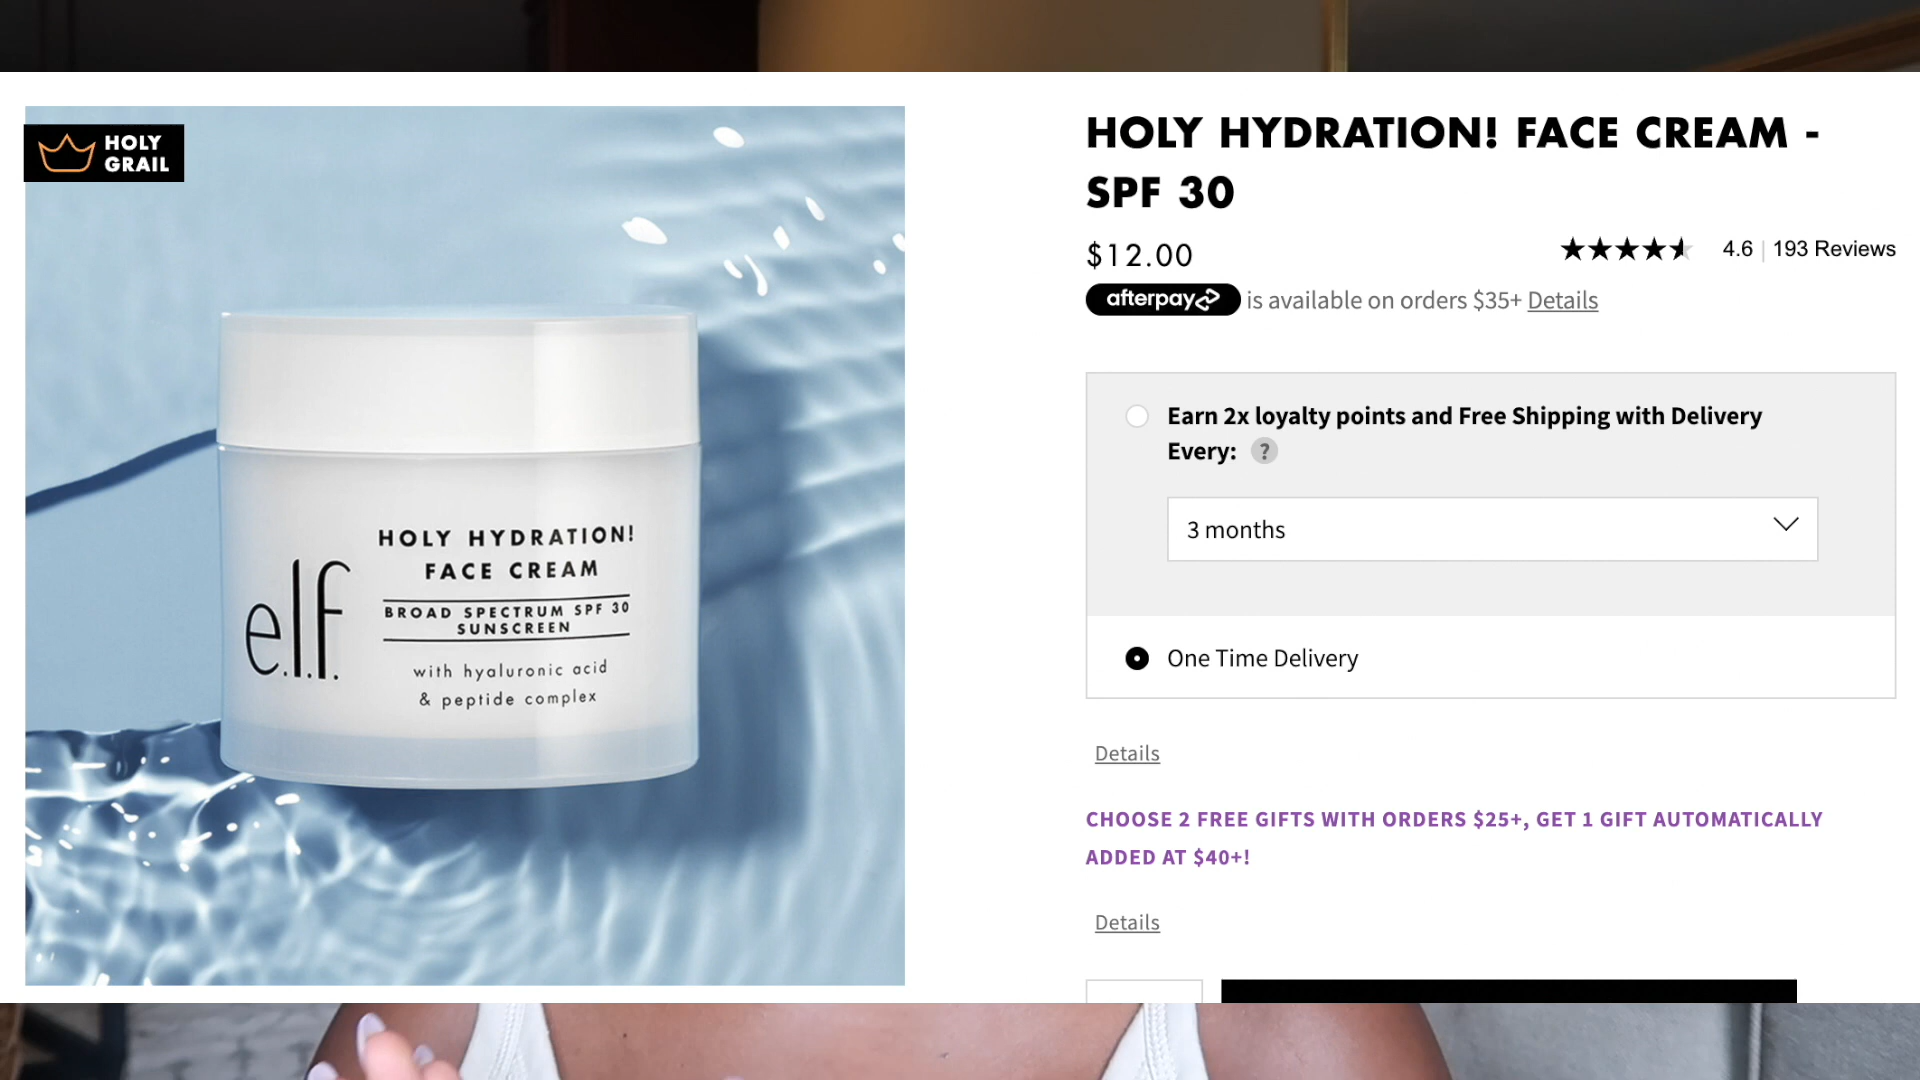 HOLY
GRAIL
HOLY HYDRATION!
FACE CREAM
BROAD SPECTRUM SPF 30
SUNSCREEN
e.l.f.
with hyaluronic acid
& peptide complex
HOLY HYDRATION! FACE CREAM -
SPF 30
$12.00
4.6 | 193 Reviews
afterpay is available on orders $35+ Details
Earn 2x loyalty points and Free Shipping with Delivery
Every: ?
3 months
One Time Delivery
Details
CHOOSE 2 FREE GIFTS WITH ORDERS $25+, GET 1 GIFT AUTOMATICALLY
ADDED AT $40+!
Details